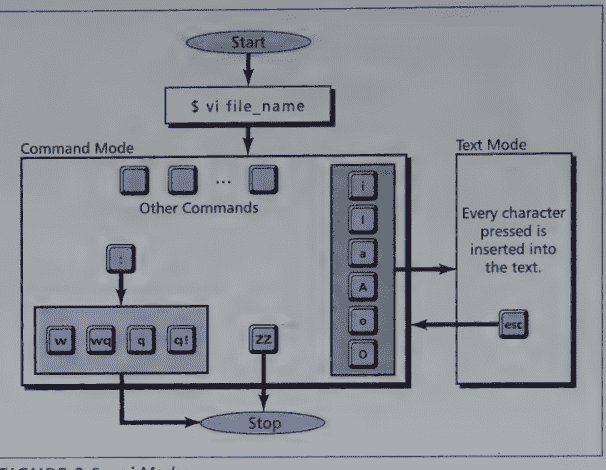 Start
$ vi file_name
Command Mode
Text Mode
...
Other Commands
i
I
a
A
o
O
Every character
pressed is
inserted into
the text.
:
w wq q q!
ZZ
esc
Stop